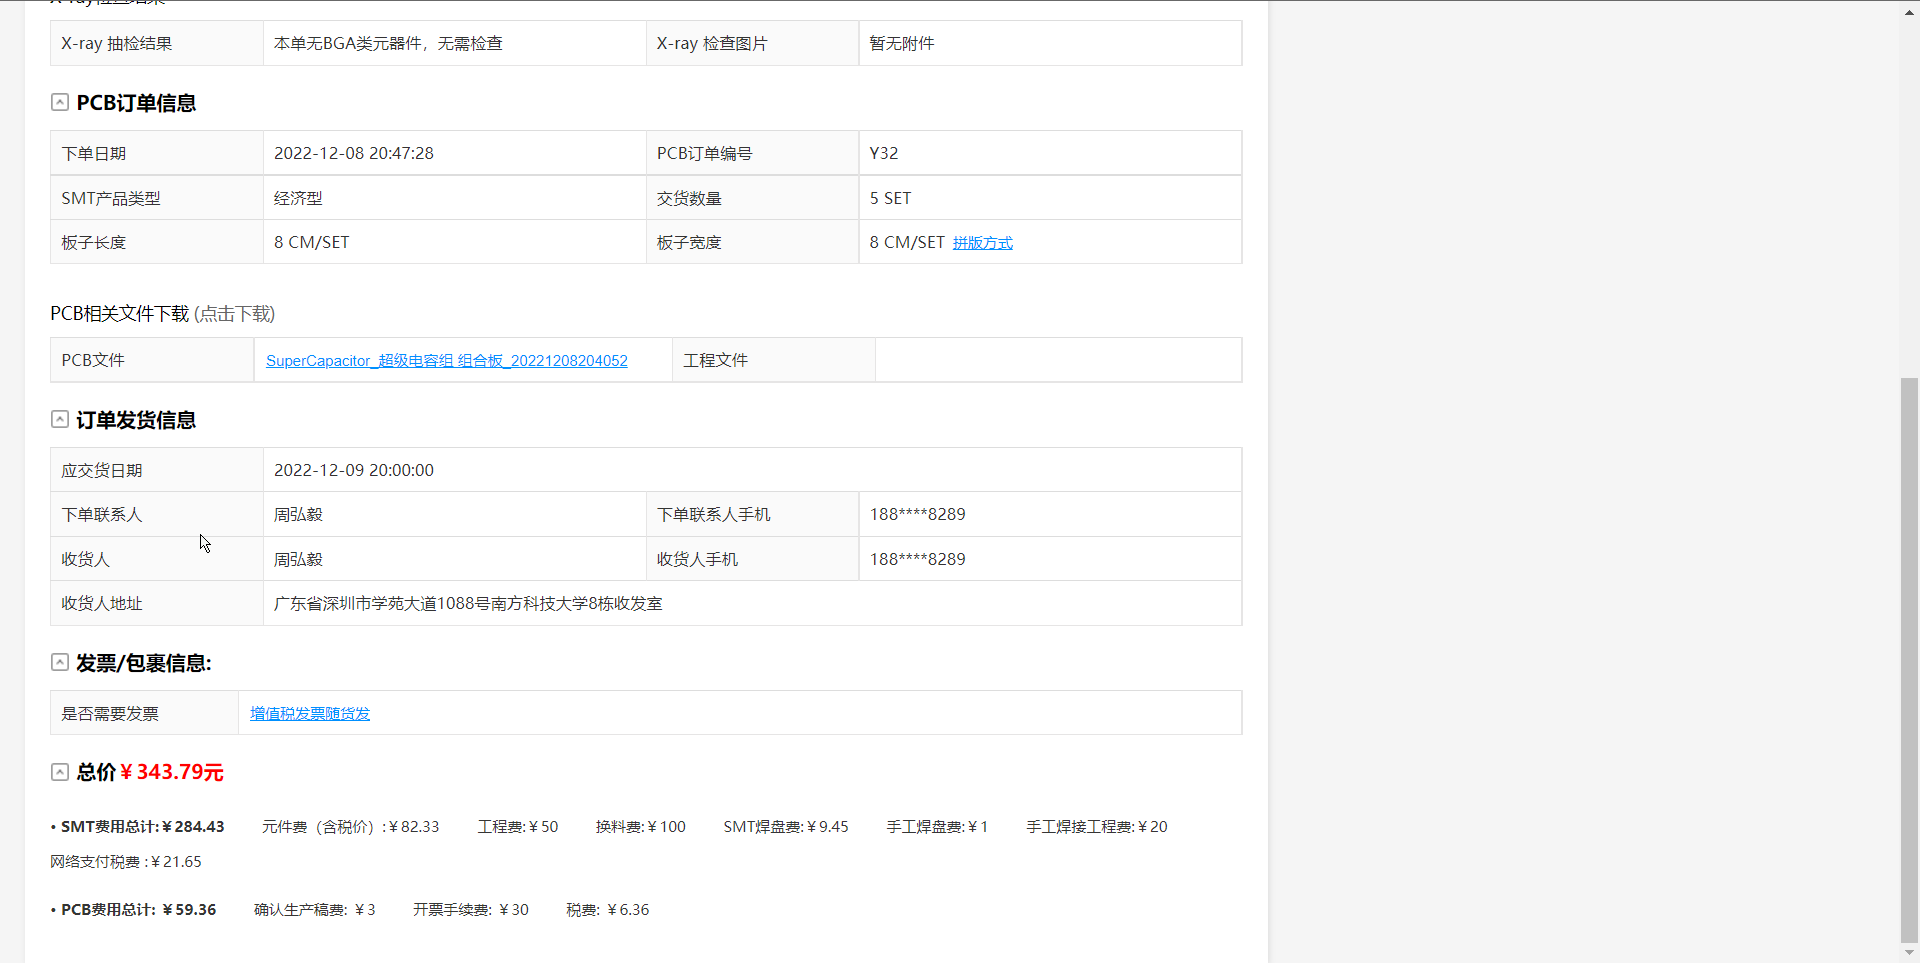 X-ray检查结果
X-ray 抽检结果 本单无BGA类元器件，无需检查 X-ray 检查图片 暂无附件
PCB订单信息
下单日期 2022-12-08 20:47:28 PCB订单编号 Y32
SMT产品类型 经济型 交货数量 5 SET
板子长度 8 CM/SET 板子宽度 8 CM/SET 拼版方式
PCB相关文件下载 (点击下载)
PCB文件 SuperCapacitor_超级电容组 组合板_20221208204052 工程文件
订单发货信息
应交货日期 2022-12-09 20:00:00
下单联系人 周弘毅 下单联系人手机 188****8289
收货人 周弘毅 收货人手机 188****8289
收货人地址 广东省深圳市学苑大道1088号南方科技大学8栋收发室
发票/包裹信息:
是否需要发票 增值税发票随货发
总价￥343.79元
• SMT费用总计:￥284.43 元件费（含税价）:￥82.33 工程费:￥50 换料费:￥100 SMT焊盘费:￥9.45 手工焊盘费:￥1 手工焊接工程费:￥20
网络支付税费 :￥21.65
• PCB费用总计: ￥59.36 确认生产稿费: ￥3 开票手续费: ￥30 税费: ￥6.36